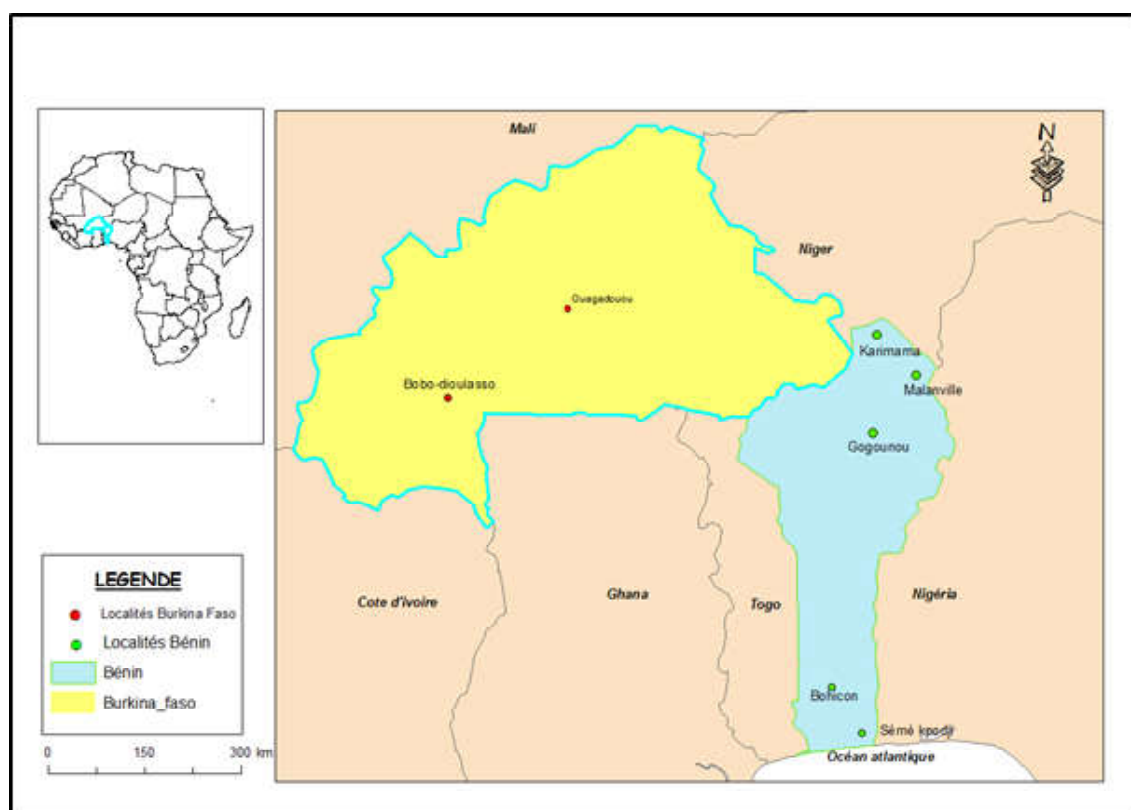 Mali
N
Niger
Ouagadouou
Karimama
Bobo-dioulasso
Malanville
Gogounou
LEGENDE
Localités Burkina Faso
Localités Bénin
Bénin
Burkina_faso
0 150 300 km
Cote d'ivoire
Ghana
Togo
Nigéria
Bohicon
Sèmè kpodji
Océan atlantique